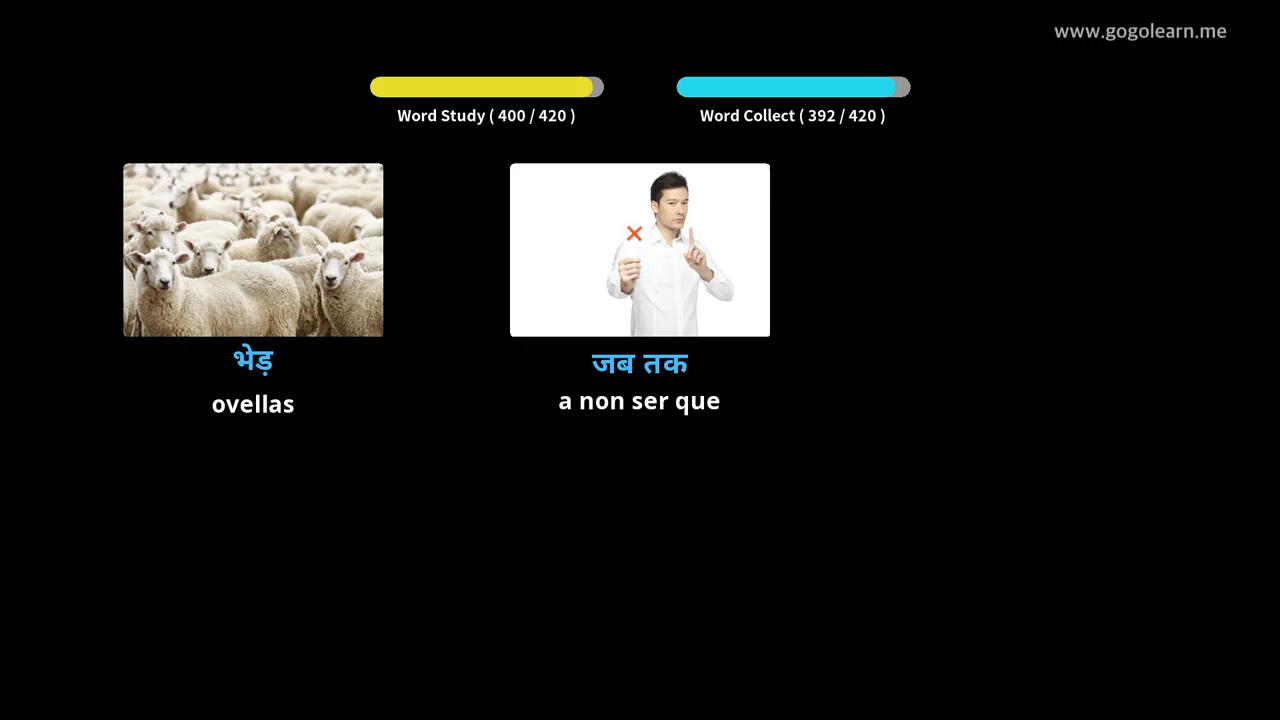 www.gogolearn.me
Word Study ( 400 / 420 )
Word Collect ( 392 / 420 )
भेड़
ovellas
जब तक
a non ser que